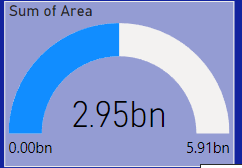 Sum of Area
2.95bn
0.00bn 5.91bn